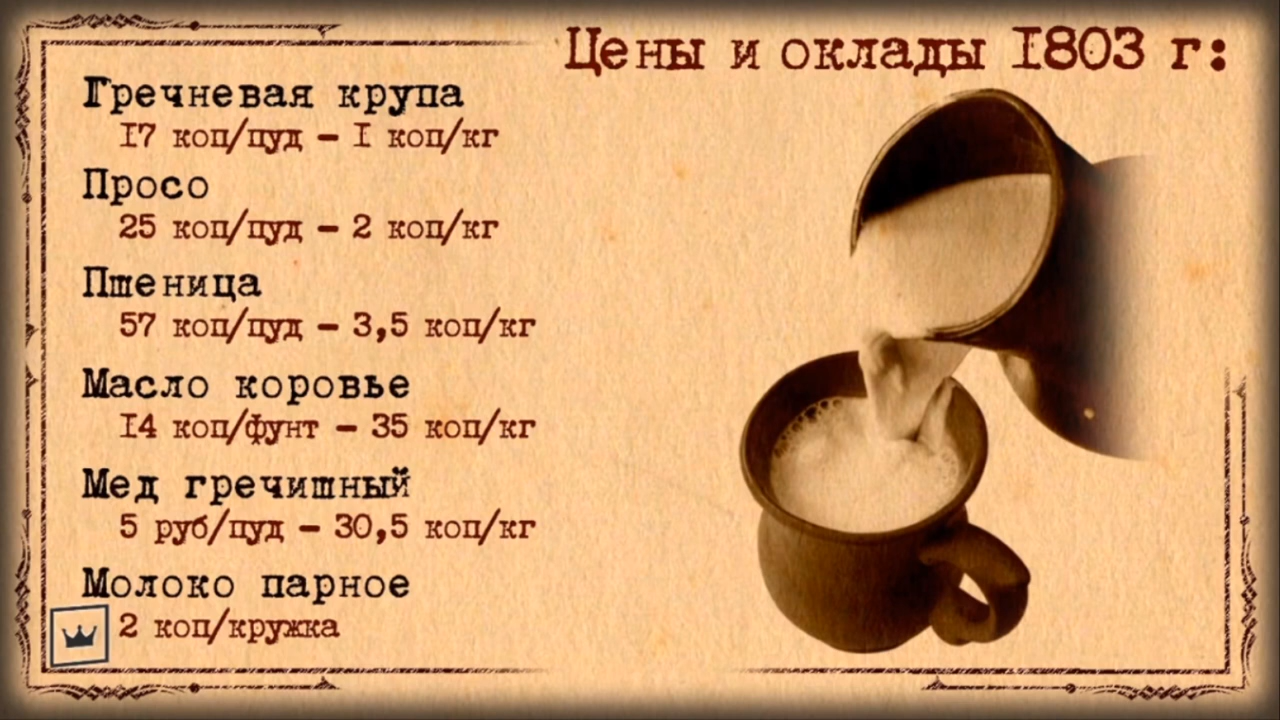 Цены и оклады 1803 г:
Гречневая крупа
17 коп/пуд - 1 коп/кг
Просо
25 коп/пуд - 2 коп/кг
Пшеница
57 коп/пуд - 3,5 коп/кг
Масло коровье
14 коп/фунт - 35 коп/кг
Мед гречишный
5 руб/пуд - 30,5 коп/кг
Молоко парное
2 коп/кружка